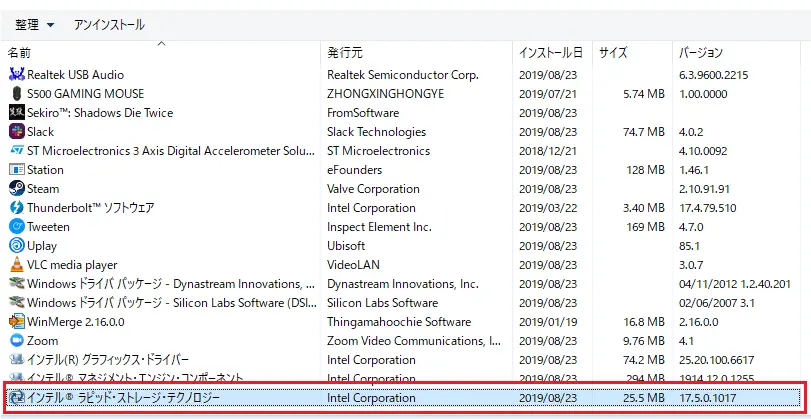 整理 アンインストール
名前 発行元 インストール日 サイズ バージョン
Realtek USB Audio Realtek Semiconductor Corp. 2019/08/23 6.3.9600.2215
S500 GAMING MOUSE ZHONGXINGHONGYE 2019/07/21 5.74 MB 1.00.0000
Sekiro™: Shadows Die Twice FromSoftware 2019/08/23
Slack Slack Technologies 2019/08/23 74.7 MB 4.0.2
ST Microelectronics 3 Axis Digital Accelerometer Solu... ST Microelectronics 2018/12/21 4.10.0092
Station eFounders 2019/08/23 128 MB 1.46.1
Steam Valve Corporation 2019/08/23 2.10.91.91
Thunderbolt™ ソフトウェア Intel Corporation 2019/03/22 3.40 MB 17.4.79.510
Tweeten Inspect Element Inc. 2019/08/23 169 MB 4.7.0
Uplay Ubisoft 2019/08/23 85.1
VLC media player VideoLAN 2019/08/23 3.0.7
Windows ドライバ パッケージ - Dynastream Innovations, ... Dynastream Innovations, Inc. 2019/08/23 04/11/2012 1.2.40.201
Windows ドライバ パッケージ - Silicon Labs Software (DSI... Silicon Labs Software 2019/08/23 02/06/2007 3.1
WinMerge 2.16.0.0 Thingamahoochie Software 2019/01/19 16.8 MB 2.16.0.0
Zoom Zoom Video Communications, I... 2019/08/23 9.76 MB 4.1
インテル(R) グラフィックス・ドライバー Intel Corporation 2019/08/23 74.2 MB 25.20.100.6617
インテル® マネジメント・エンジン・コンポーネント Intel Corporation 2019/08/23 294 MB 1914.12.0.1255
インテル® ラピッド・ストレージ・テクノロジー Intel Corporation 2019/08/23 25.5 MB 17.5.0.1017